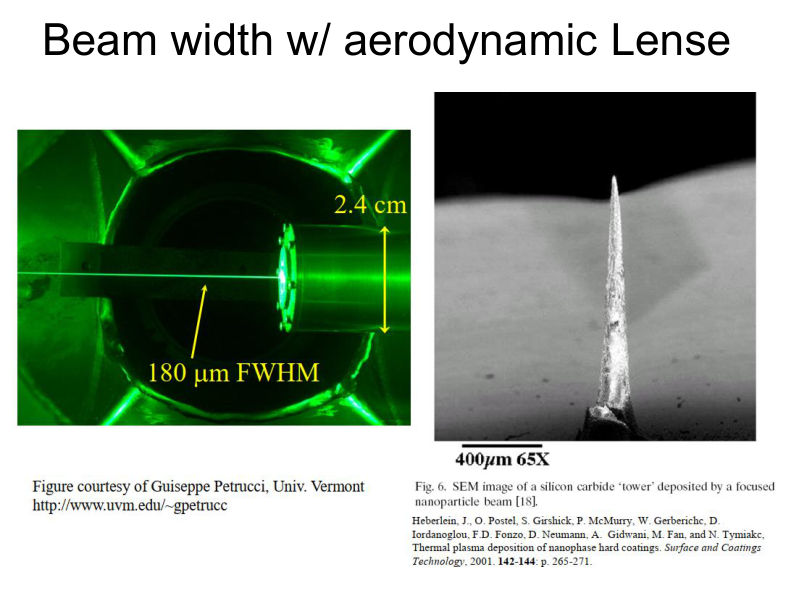 Beam width w/ aerodynamic Lense
2.4 cm
180 μm FWHM
400μm 65X
Figure courtesy of Guiseppe Petrucci, Univ. Vermont
http://www.uvm.edu/~gpetrucc
Fig. 6. SEM image of a silicon carbide 'tower' deposited by a focused
nanoparticle beam [18].
Heberlein, J., O. Postel, S. Girshick, P. McMurry, W. Gerberichc, D.
Iordanoglou, F.D. Fonzo, D. Neumann, A. Gidwani, M. Fan, and N. Tymiakc,
Thermal plasma deposition of nanophase hard coatings. Surface and Coatings
Technology, 2001. 142-144: p. 265-271.